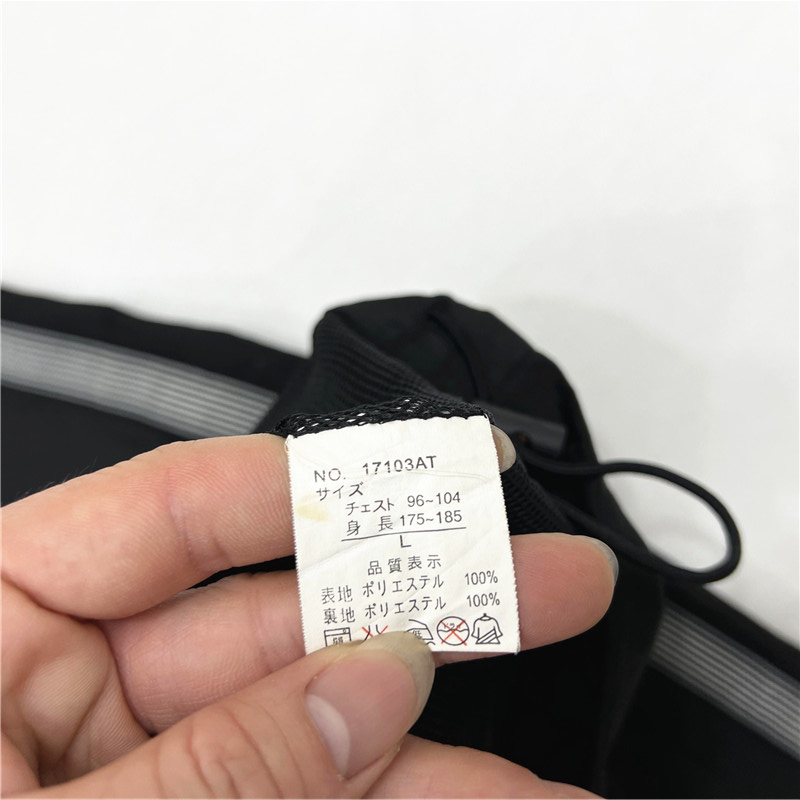 NO. 17103AT
サイズ
チェスト 96~104
身 長 175~185
L
品質表示
表地 ポリエステル 100%
裏地 ポリエステル 100%